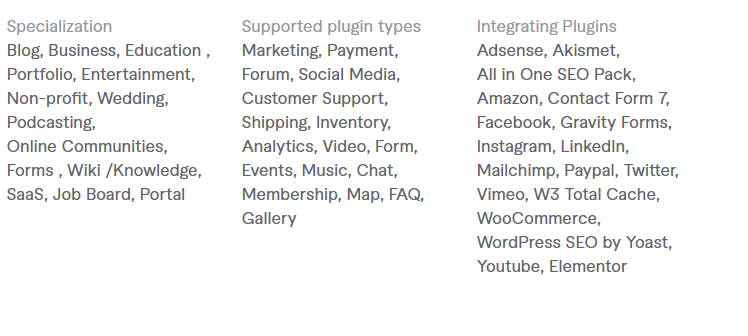 Specialization
Blog, Business, Education ,
Portfolio, Entertainment,
Non-profit, Wedding,
Podcasting,
Online Communities,
Forms , Wiki /Knowledge,
SaaS, Job Board, Portal
Supported plugin types
Marketing, Payment,
Forum, Social Media,
Customer Support,
Shipping, Inventory,
Analytics, Video, Form,
Events, Music, Chat,
Membership, Map, FAQ,
Gallery
Integrating Plugins
Adsense, Akismet,
All in One SEO Pack,
Amazon, Contact Form 7,
Facebook, Gravity Forms,
Instagram, LinkedIn,
Mailchimp, Paypal, Twitter,
Vimeo, W3 Total Cache,
WooCommerce,
WordPress SEO by Yoast,
Youtube, Elementor